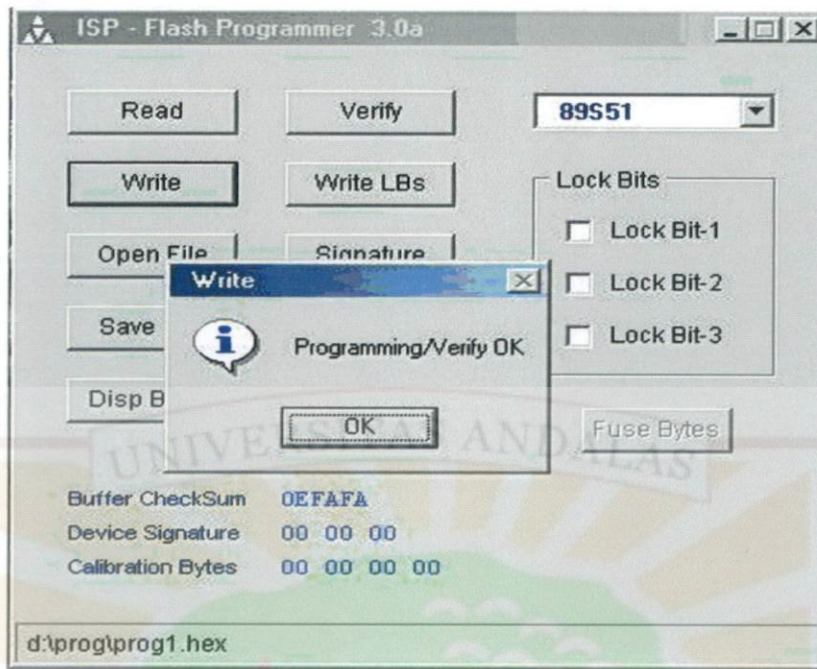 ISP - Flash Programmer 3.0a
Read
Verify
89S51
Write
Write LBs
Lock Bits
Lock Bit-1
Open File
Signature
Write
Lock Bit-2
Save
Programming/Verify OK
Lock Bit-3
Disp B
OK
Fuse Bytes
UNIVERSITAS ANDALAS
Buffer CheckSum 0EFAFA
Device Signature 00 00 00
Calibration Bytes 00 00 00 00
d:\prog\prog1.hex